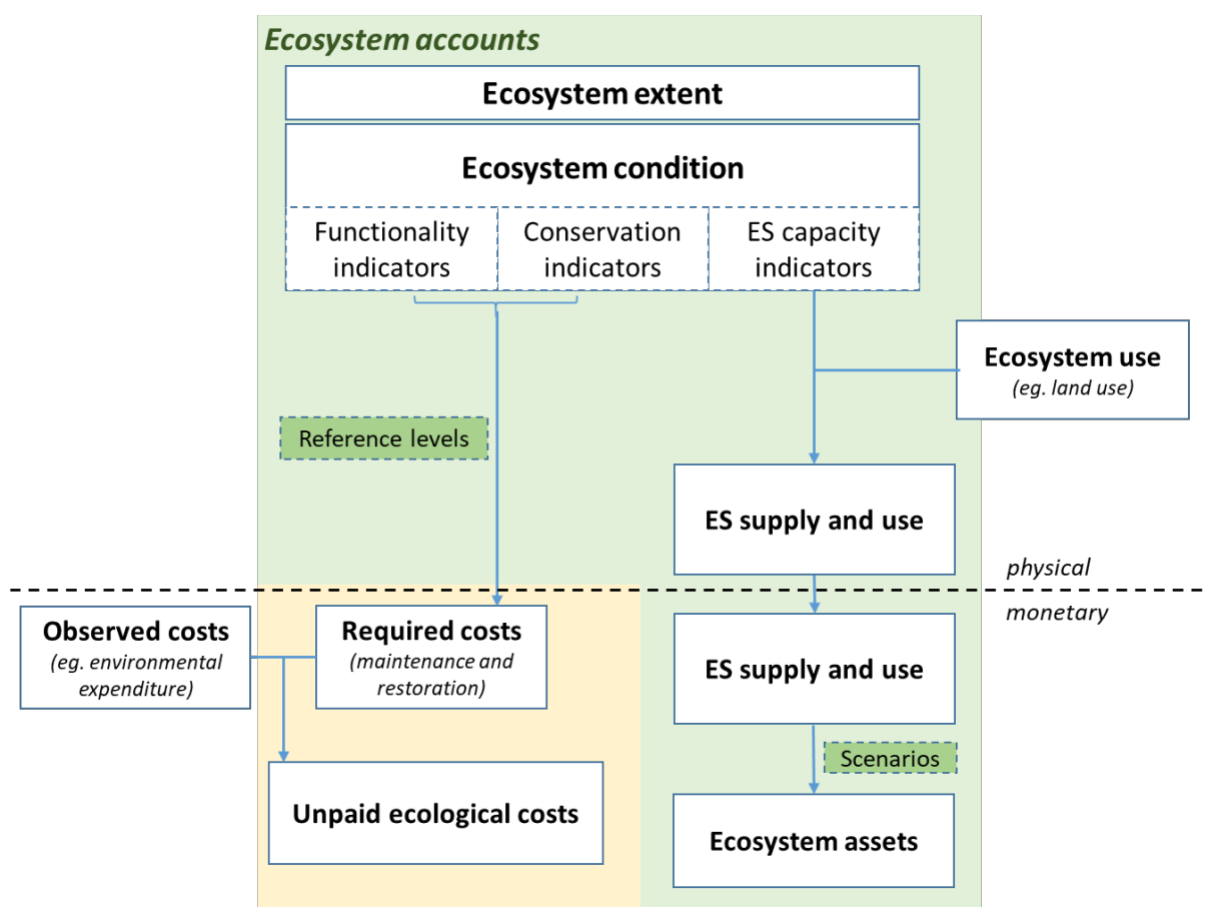 Ecosystem accounts
Ecosystem extent
Ecosystem condition
Functionality
indicators
Conservation
indicators
ES capacity
indicators
Ecosystem use
(eg. land use)
Reference levels
ES supply and use
physical
monetary
Observed costs
(eg. environmental
expenditure)
Required costs
(maintenance and
restoration)
ES supply and use
Scenarios
Unpaid ecological costs
Ecosystem assets